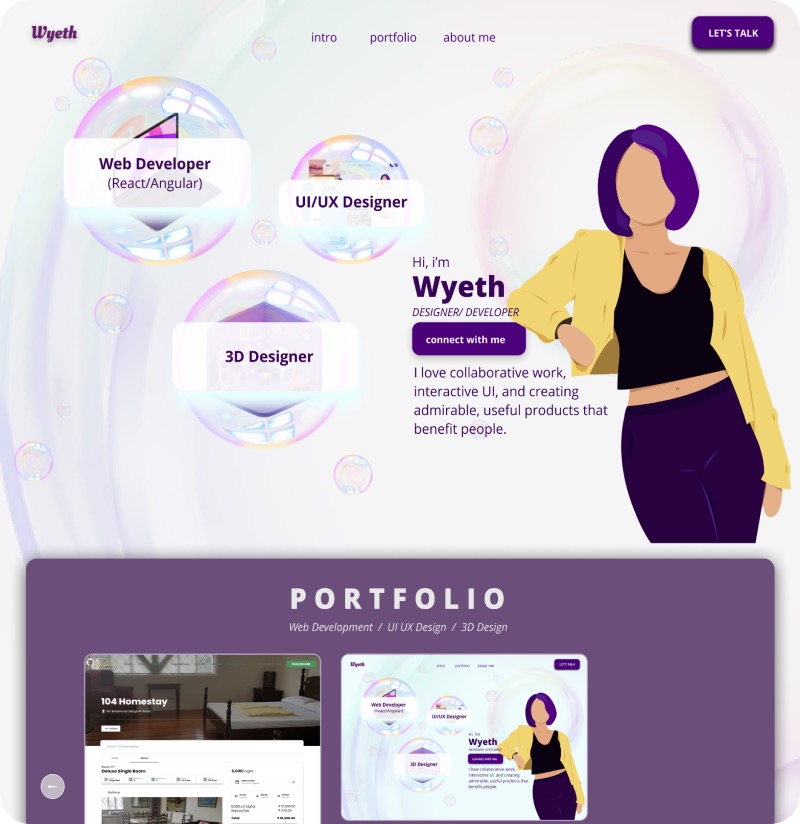 Wyeth
intro portfolio about me
LET'S TALK
Web Developer
(React/Angular)
UI/UX Designer
3D Designer
Hi, i'm
Wyeth
DESIGNER/ DEVELOPER
connect with me
I love collaborative work,
interactive UI, and creating
admirable, useful products that
benefit people.
PORTFOLIO
Web Development / UI UX Design / 3D Design
104 Homestay
Deluxe Single Room
Wyeth
intro portfolio about me
LET'S TALK
Web Developer
(React/Angular)
UI/UX Designer
3D Designer
Hi, i'm
Wyeth
DESIGNER/ DEVELOPER
connect with me
I love collaborative work,
interactive UI, and creating
admirable, useful products that
benefit people.